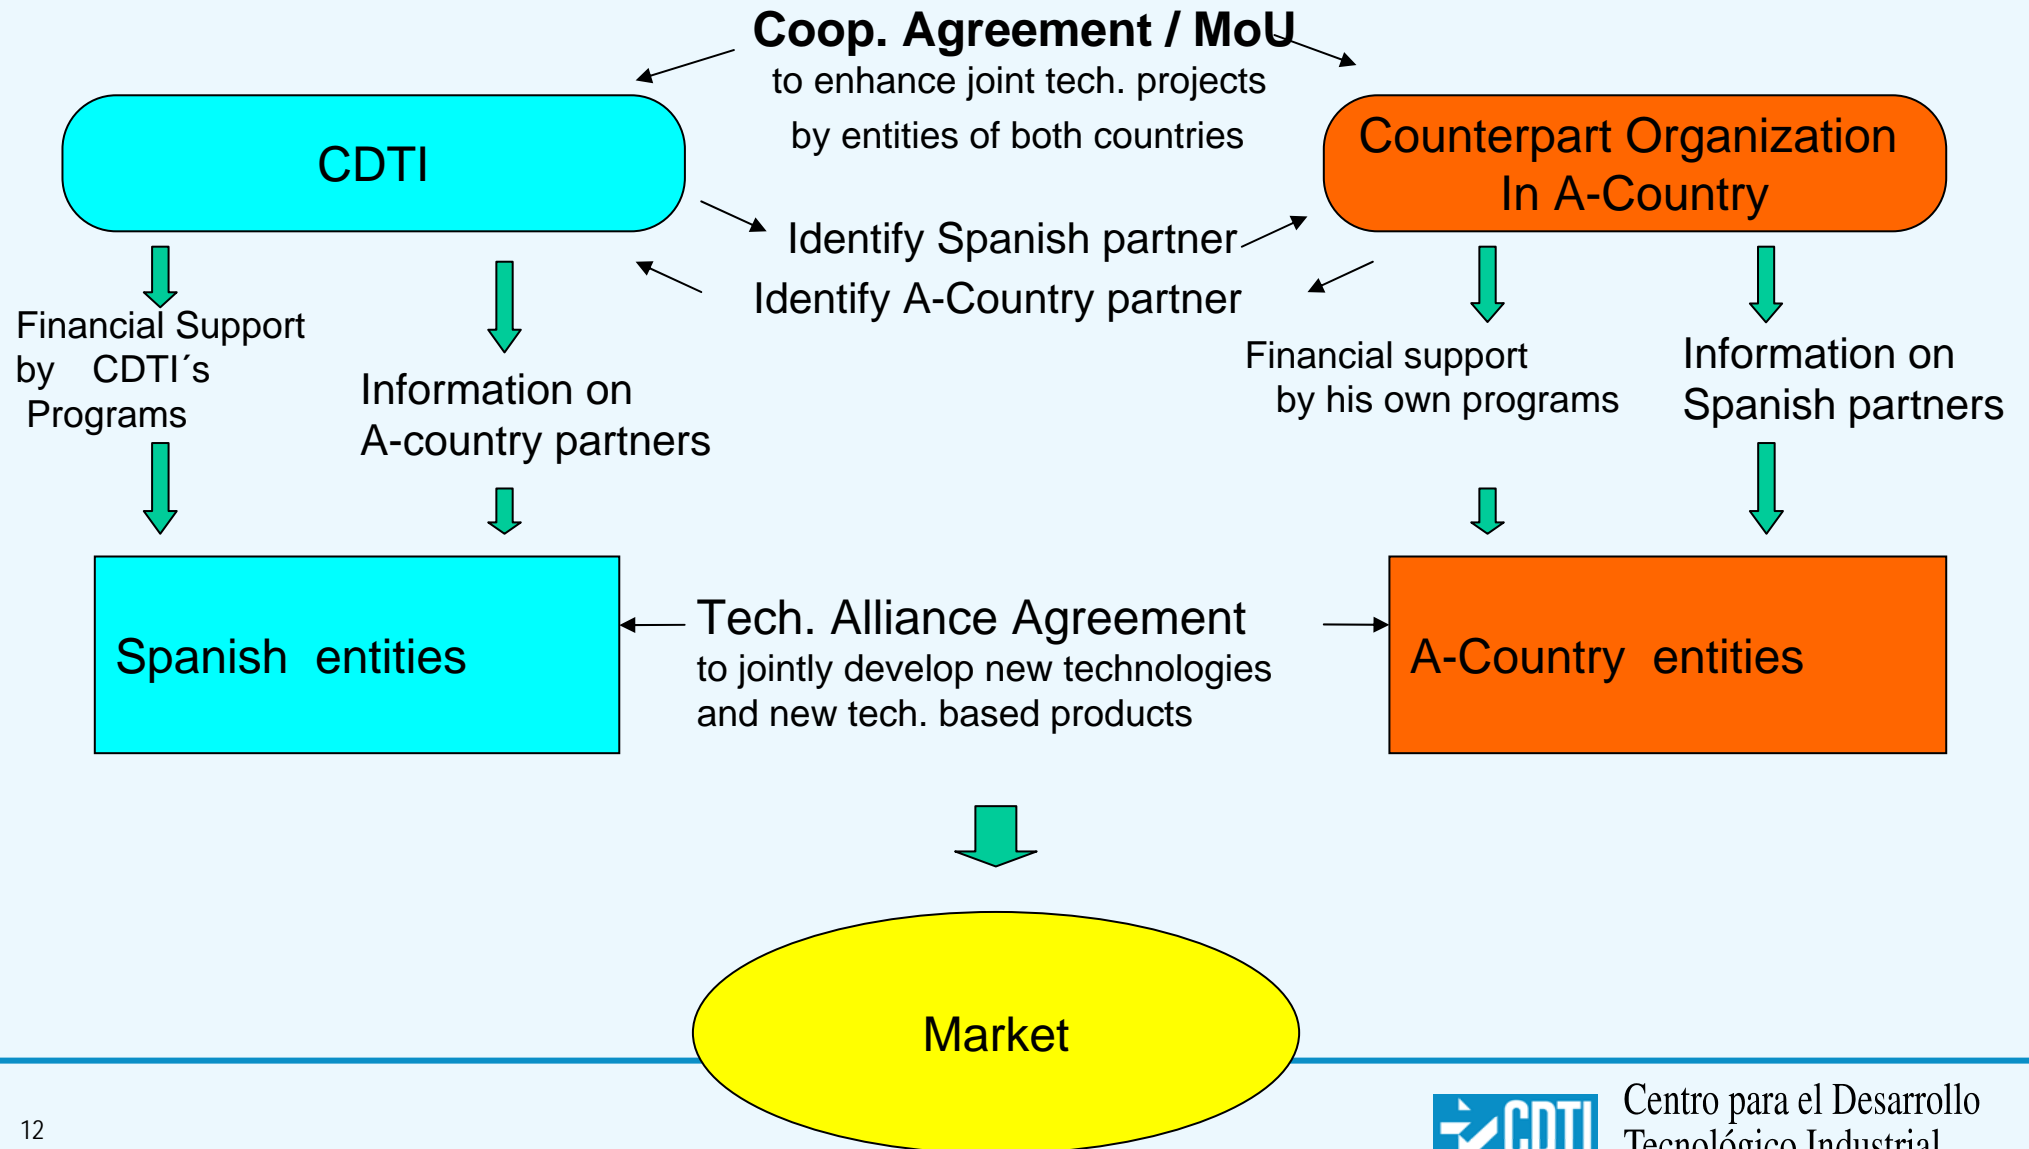 Coop. Agreement / MoU
to enhance joint tech. projects
by entities of both countries
CDTI
Counterpart Organization
In A-Country
Identify Spanish partner
Identify A-Country partner
Financial Support
by CDTI´s
Programs
Information on
A-country partners
Financial support
by his own programs
Information on
Spanish partners
Spanish entities
Tech. Alliance Agreement
to jointly develop new technologies
and new tech. based products
A-Country entities
Market
12
CDTI
Centro para el Desarrollo
Tecnológico Industrial